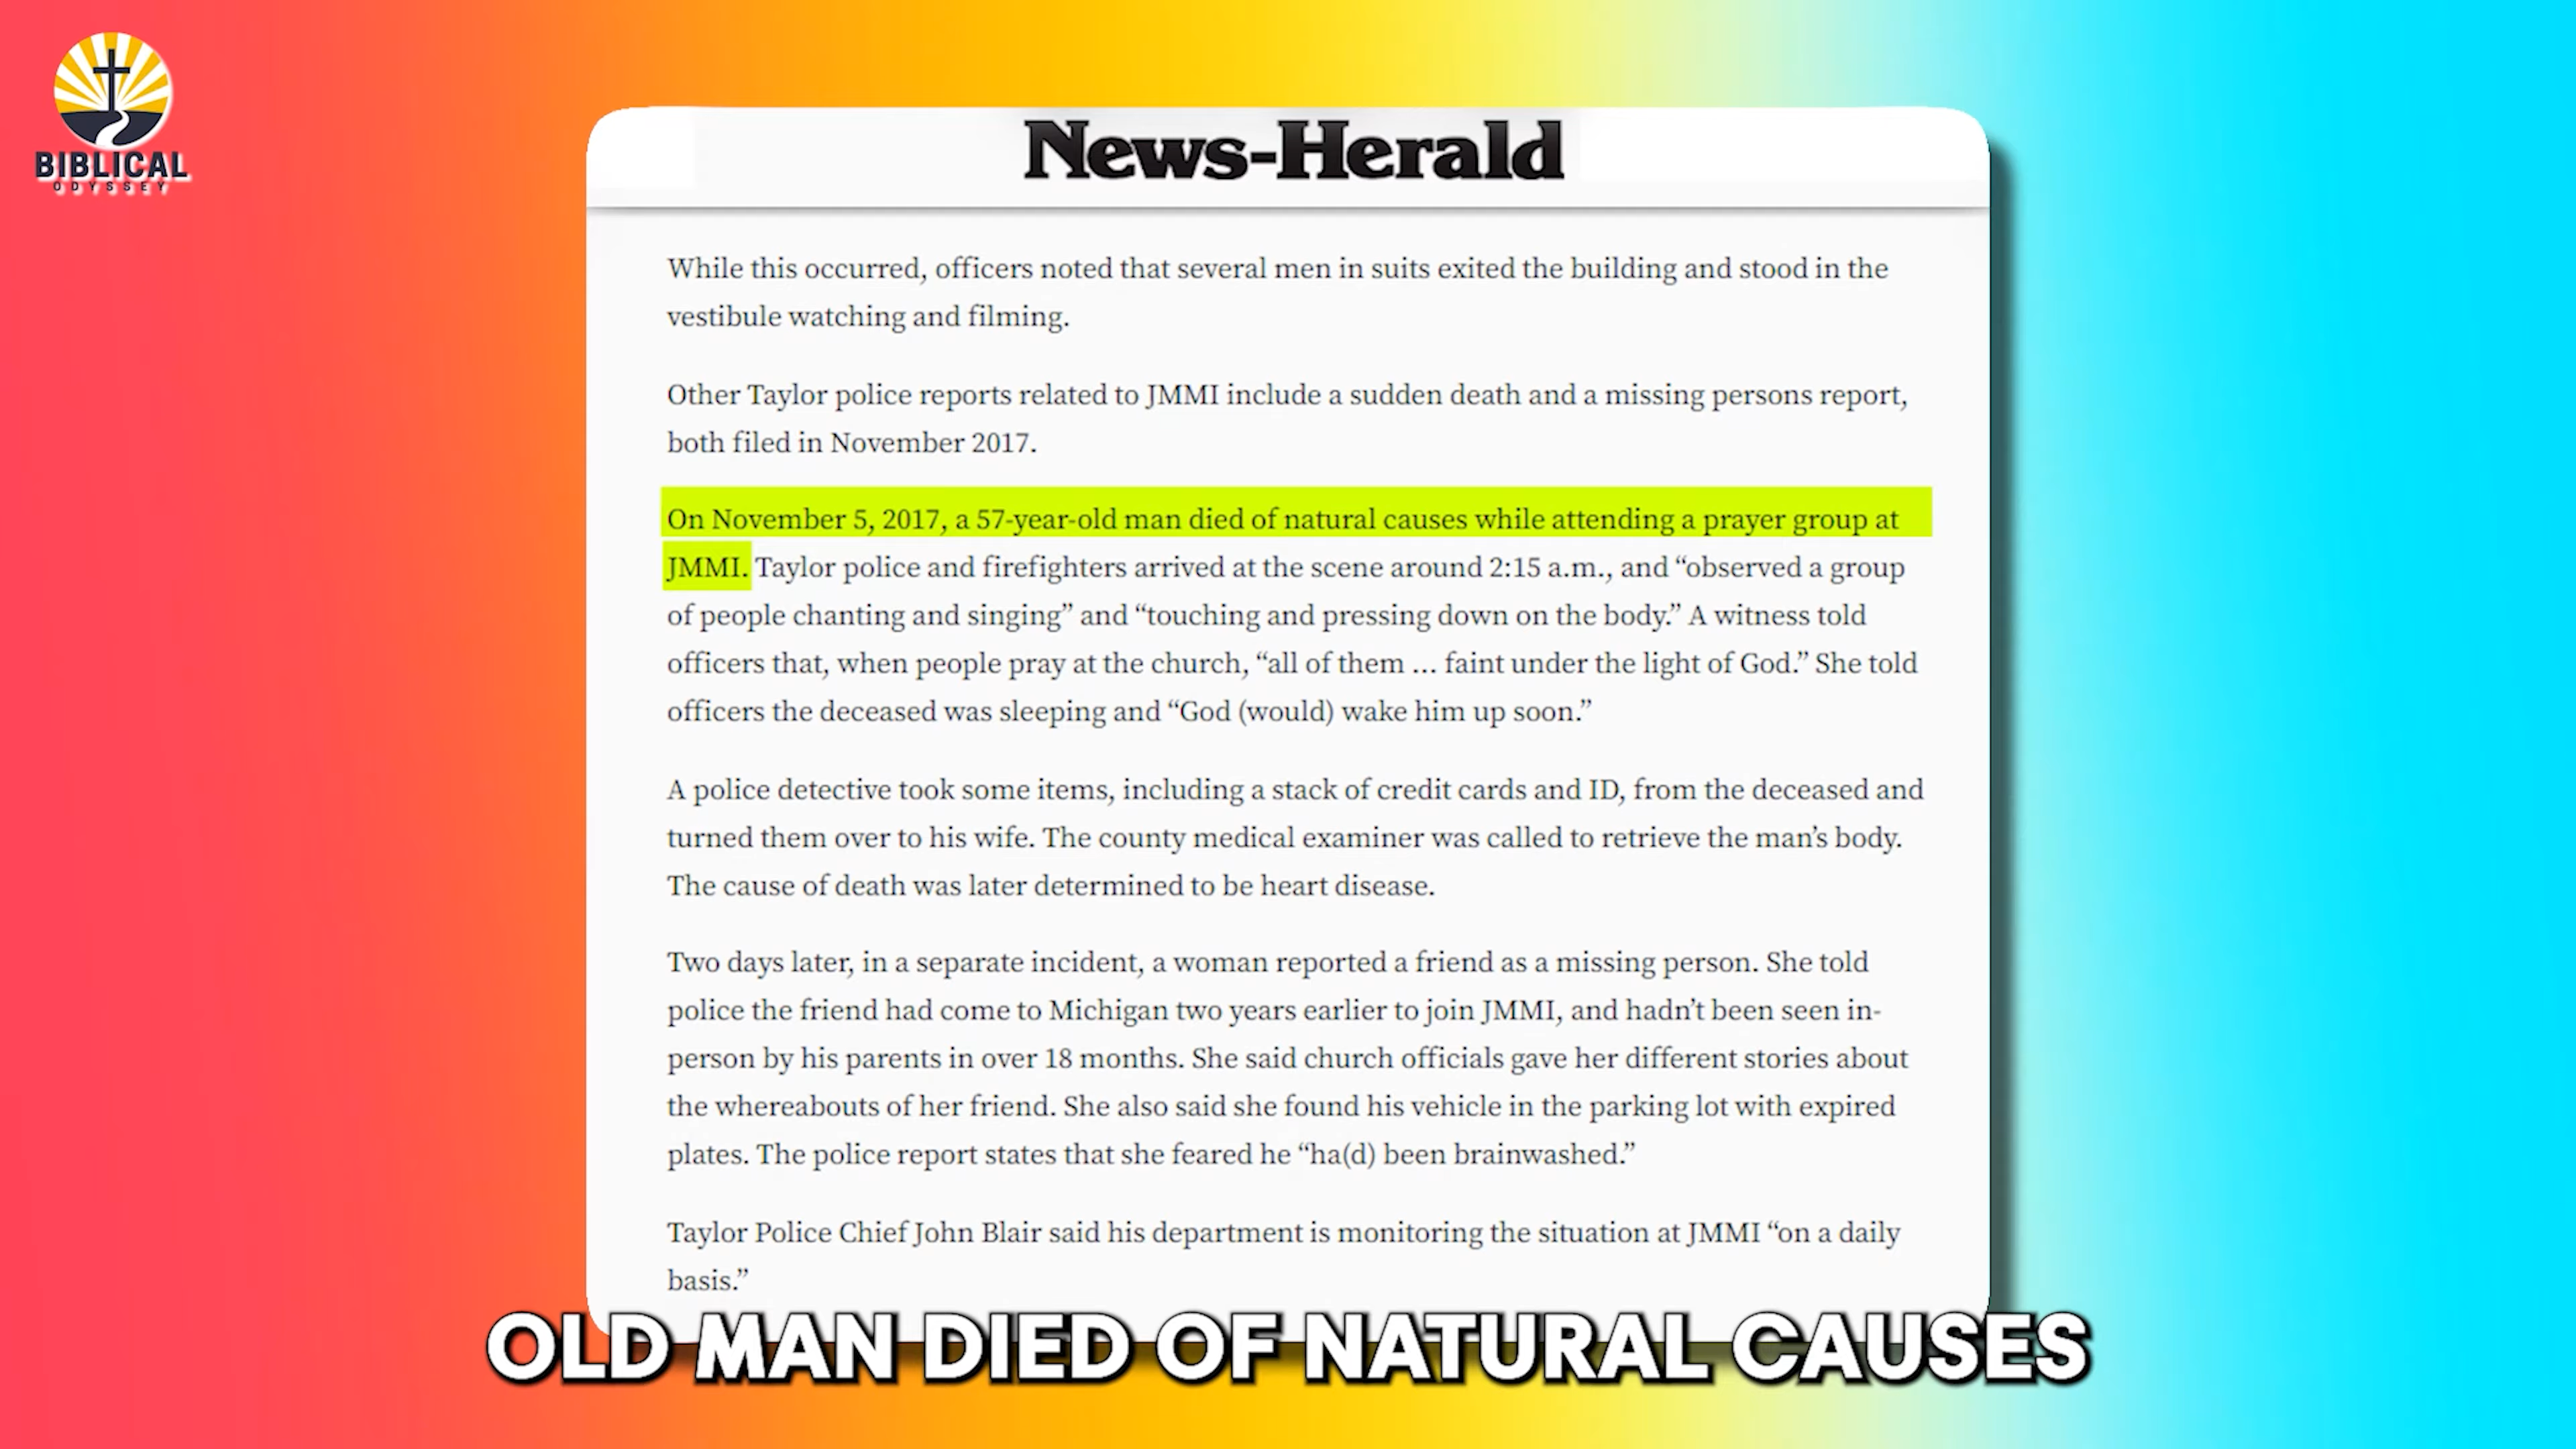 BIBLICAL
ODYSSEY
News-Herald
While this occurred, officers noted that several men in suits exited the building and stood in the
vestibule watching and filming.
Other Taylor police reports related to JMMI include a sudden death and a missing persons report,
both filed in November 2017.
On November 5, 2017, a 57-year-old man died of natural causes while attending a prayer group at
JMMI. Taylor police and firefighters arrived at the scene around 2:15 a.m., and “observed a group
of people chanting and singing” and “touching and pressing down on the body.” A witness told
officers that, when people pray at the church, “all of them ... faint under the light of God.” She told
officers the deceased was sleeping and “God (would) wake him up soon.”
A police detective took some items, including a stack of credit cards and ID, from the deceased and
turned them over to his wife. The county medical examiner was called to retrieve the man’s body.
The cause of death was later determined to be heart disease.
Two days later, in a separate incident, a woman reported a friend as a missing person. She told
police the friend had come to Michigan two years earlier to join JMMI, and hadn’t been seen in-
person by his parents in over 18 months. She said church officials gave her different stories about
the whereabouts of her friend. She also said she found his vehicle in the parking lot with expired
plates. The police report states that she feared he “ha(d) been brainwashed.”
Taylor Police Chief John Blair said his department is monitoring the situation at JMMI “on a daily
basis.”
OLD MAN DIED OF NATURAL CAUSES